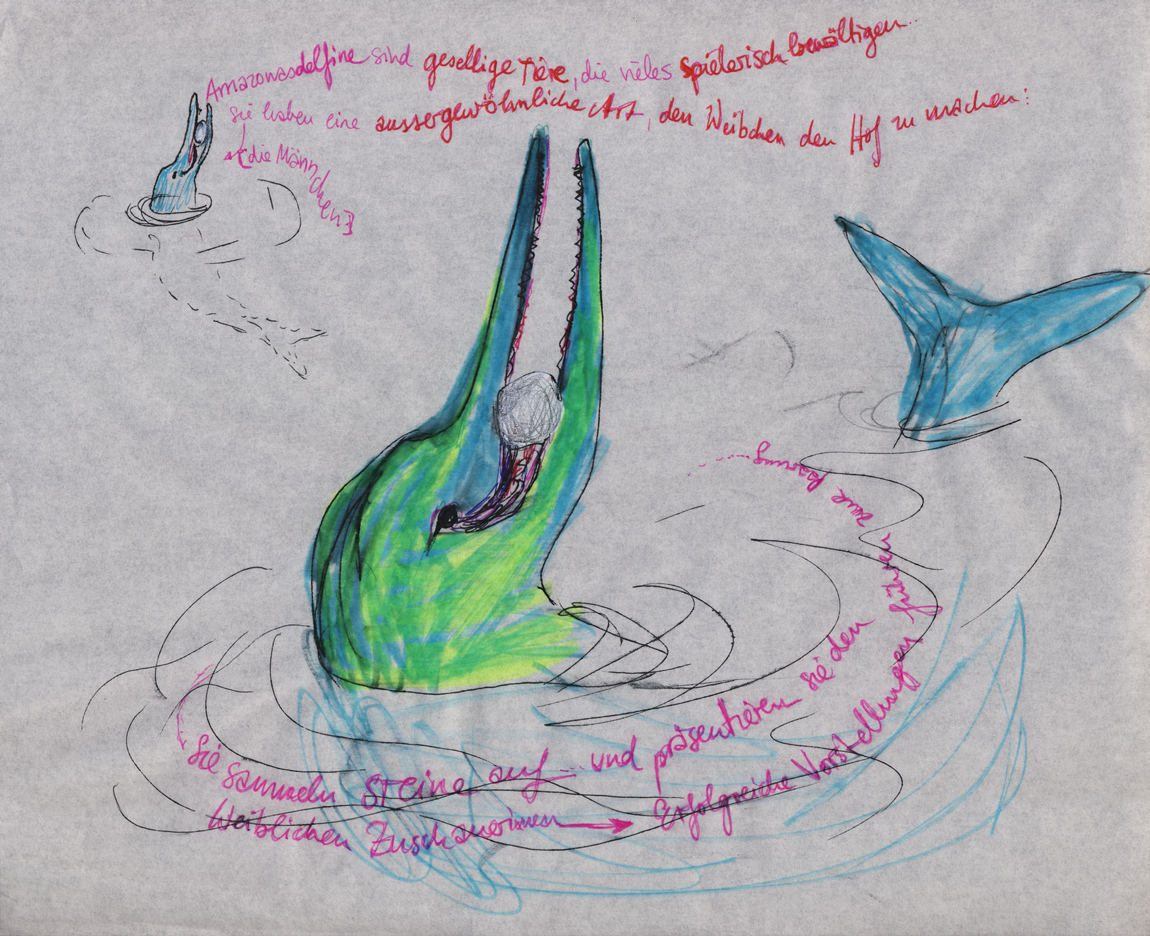 Amazonasdelfine sind gesellige Tiere, die vieles spielerisch bewältigen...
sie haben eine aussergewöhnliche Art, den Weibchen den Hof zu machen:
[die Männchen]
Sie sammeln STEine auf... und präsentieren sie den
Weiblichen Zuschauerinnen → Erfolgreiche Vorstellungen führen zur Paarung